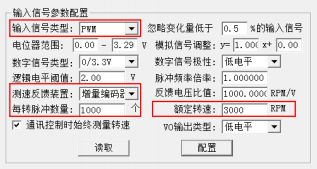 输入信号参数配置
输入信号类型: PWM 忽略变化量低于 0.5 %的输入信号
电位器范围: 0.00 - 3.29 V 模拟信号调整: y= 1.00( x+ 0.00
数字信号类型: 0/3.3V 数字信号极性: 低电平
逻辑电平阈值: 2.00 V 脉冲频率倍率: 1.000000
测速反馈装置: 增量编码器 反馈电压比值: 1000.000( RPM/V
每转脉冲数量: 1000 个 额定转速: 3000 RPM
通讯控制时始终测量转速 VO输出类型: 低电平
读取 配置